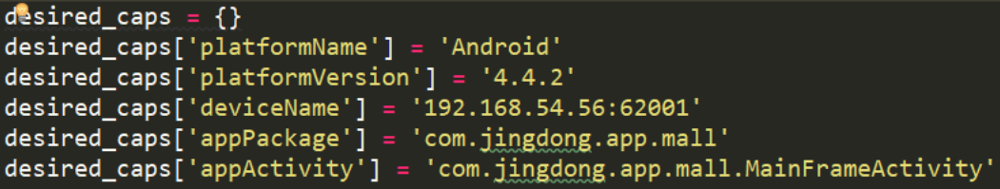 desired_caps = {}
desired_caps['platformName'] = 'Android'
desired_caps['platformVersion'] = '4.4.2'
desired_caps['deviceName'] = '192.168.54.56:62001'
desired_caps['appPackage'] = 'com.jingdong.app.mall'
desired_caps['appActivity'] = 'com.jingdong.app.mall.MainFrameActivity'